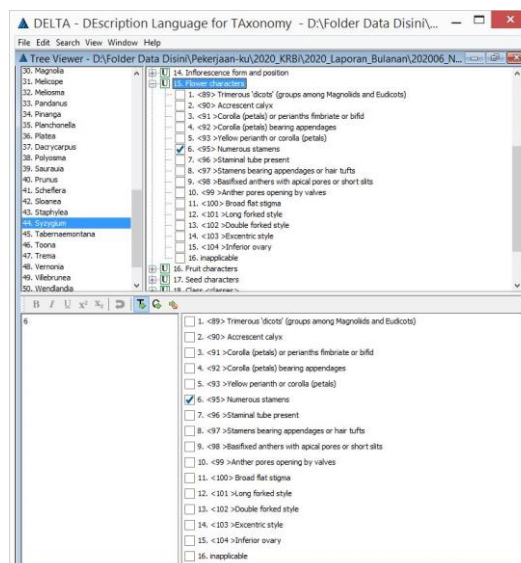 DELTA - DEscription Language for TAxonomy - D:\Folder Data Disini\...
File Edit Search View Window Help
Tree Viewer - D:\Folder Data Disini\Pekerjaan-ku\2020_KRBi\2020_Laporan_Bulanan\202006_N...
30. Magnolia
31. Melicope
32. Meliosma
33. Pandanus
34. Pinanga
35. Planchonella
36. Platea
37. Dacrycarpus
38. Polyosma
39. Saurauia
40. Prunus
41. Schefflera
42. Sloanea
43. Staphylea
44. Syzygium
45. Tabernaemontana
46. Toona
47. Trema
48. Vernonia
49. Villebrunea
50. Wendlandia
U 14. Inflorescence form and position
U 15. Flower characters
1. <89> Trimerous 'dicots' (groups among Magnoliids and Eudicots)
2. <90> Accrescent calyx
3. <91 >Corolla (petals) or perianths fimbriate or bifid
4. <92 >Corolla (petals) bearing appendages
5. <93 >Yellow perianth or corolla (petals)
6. <95> Numerous stamens
7. <96 >Staminal tube present
8. <97 >Stamens bearing appendages or hair tufts
9. <98 >Basifixed anthers with apical pores or short slits
10. <99 >Anther pores opening by valves
11. <100> Broad flat stigma
12. <101 >Long forked style
13. <102 >Double forked style
14. <103 >Excentric style
15. <104 >Inferior ovary
16. inapplicable
U 16. Fruit characters
U 17. Seed characters
U 18. Class <classes>
B I U x² x₂
6
1. <89> Trimerous 'dicots' (groups among Magnoliids and Eudicots)
2. <90> Accrescent calyx
3. <91 >Corolla (petals) or perianths fimbriate or bifid
4. <92 >Corolla (petals) bearing appendages
5. <93 >Yellow perianth or corolla (petals)
6. <95> Numerous stamens
7. <96 >Staminal tube present
8. <97 >Stamens bearing appendages or hair tufts
9. <98 >Basifixed anthers with apical pores or short slits
10. <99 >Anther pores opening by valves
11. <100> Broad flat stigma
12. <101 >Long forked style
13. <102 >Double forked style
14. <103 >Excentric style
15. <104 >Inferior ovary
16. inapplicable